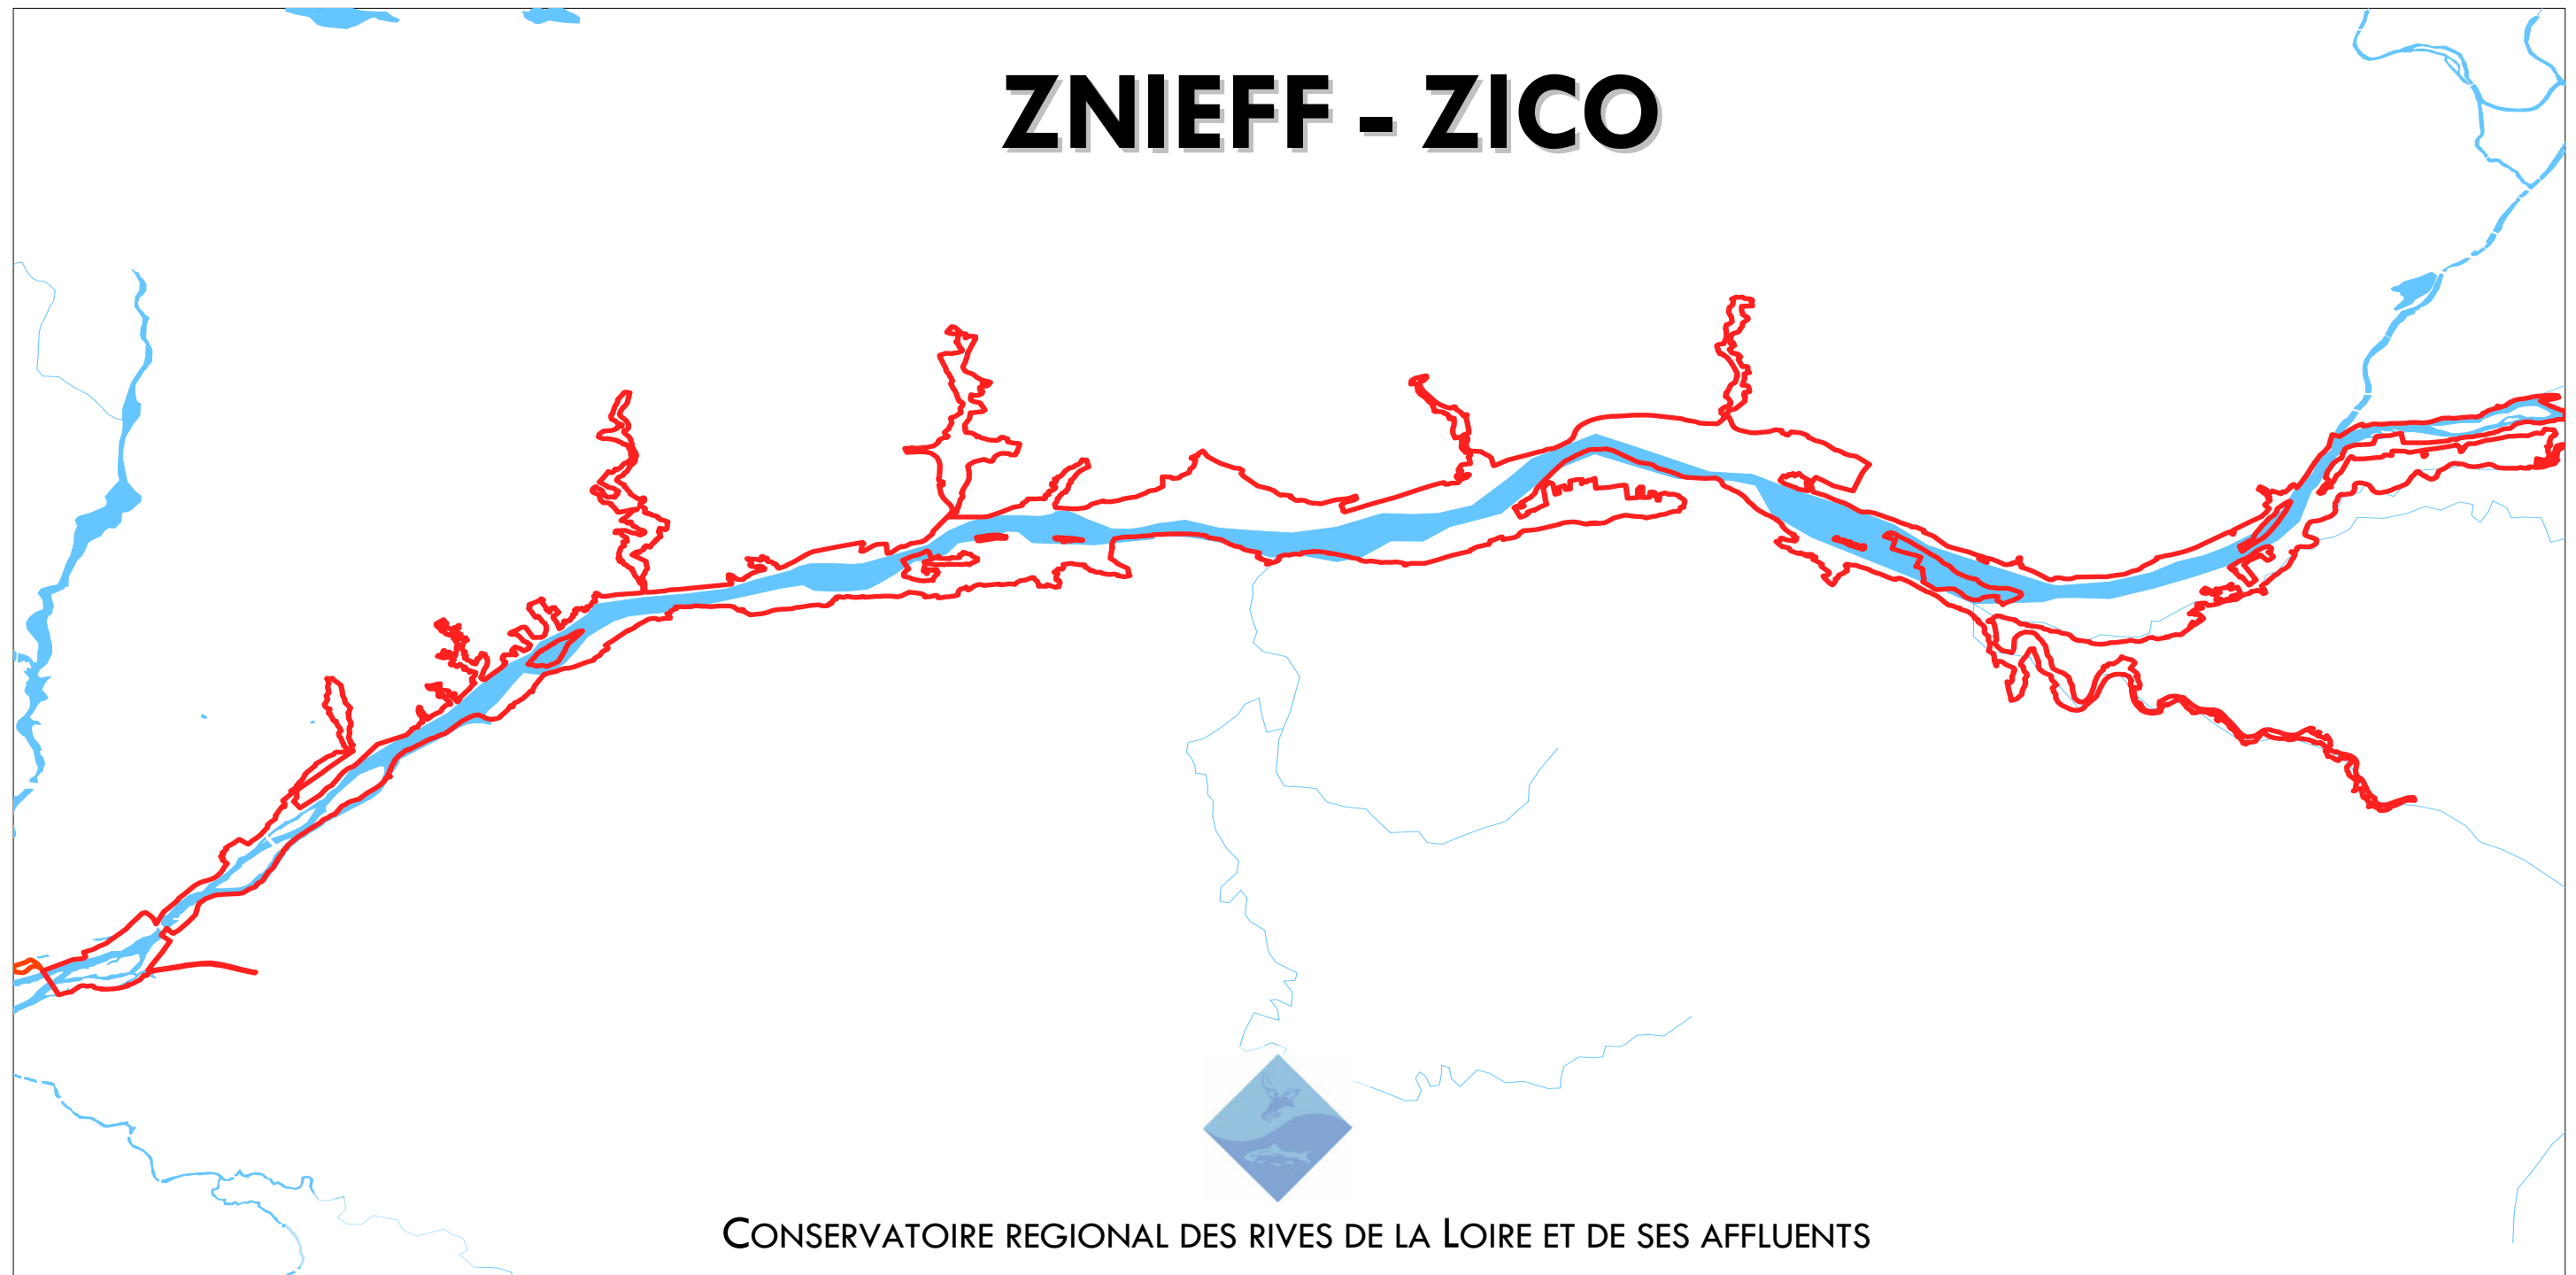 ZNIEFF - ZICO
CONSERVATOIRE REGIONAL DES RIVES DE LA LOIRE ET DE SES AFFLUENTS